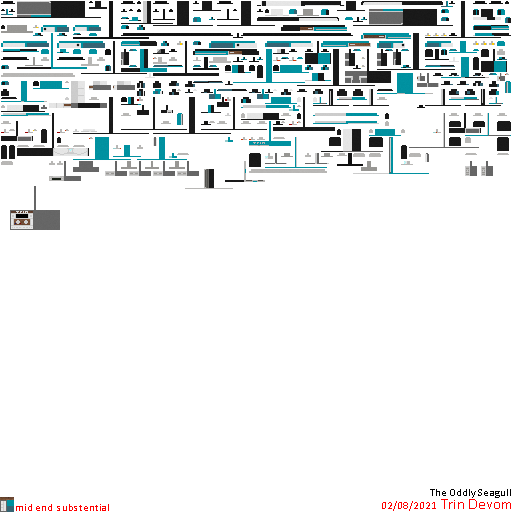 The Oddly Seagull
02/08/2021 Trin Devom
mid end substential